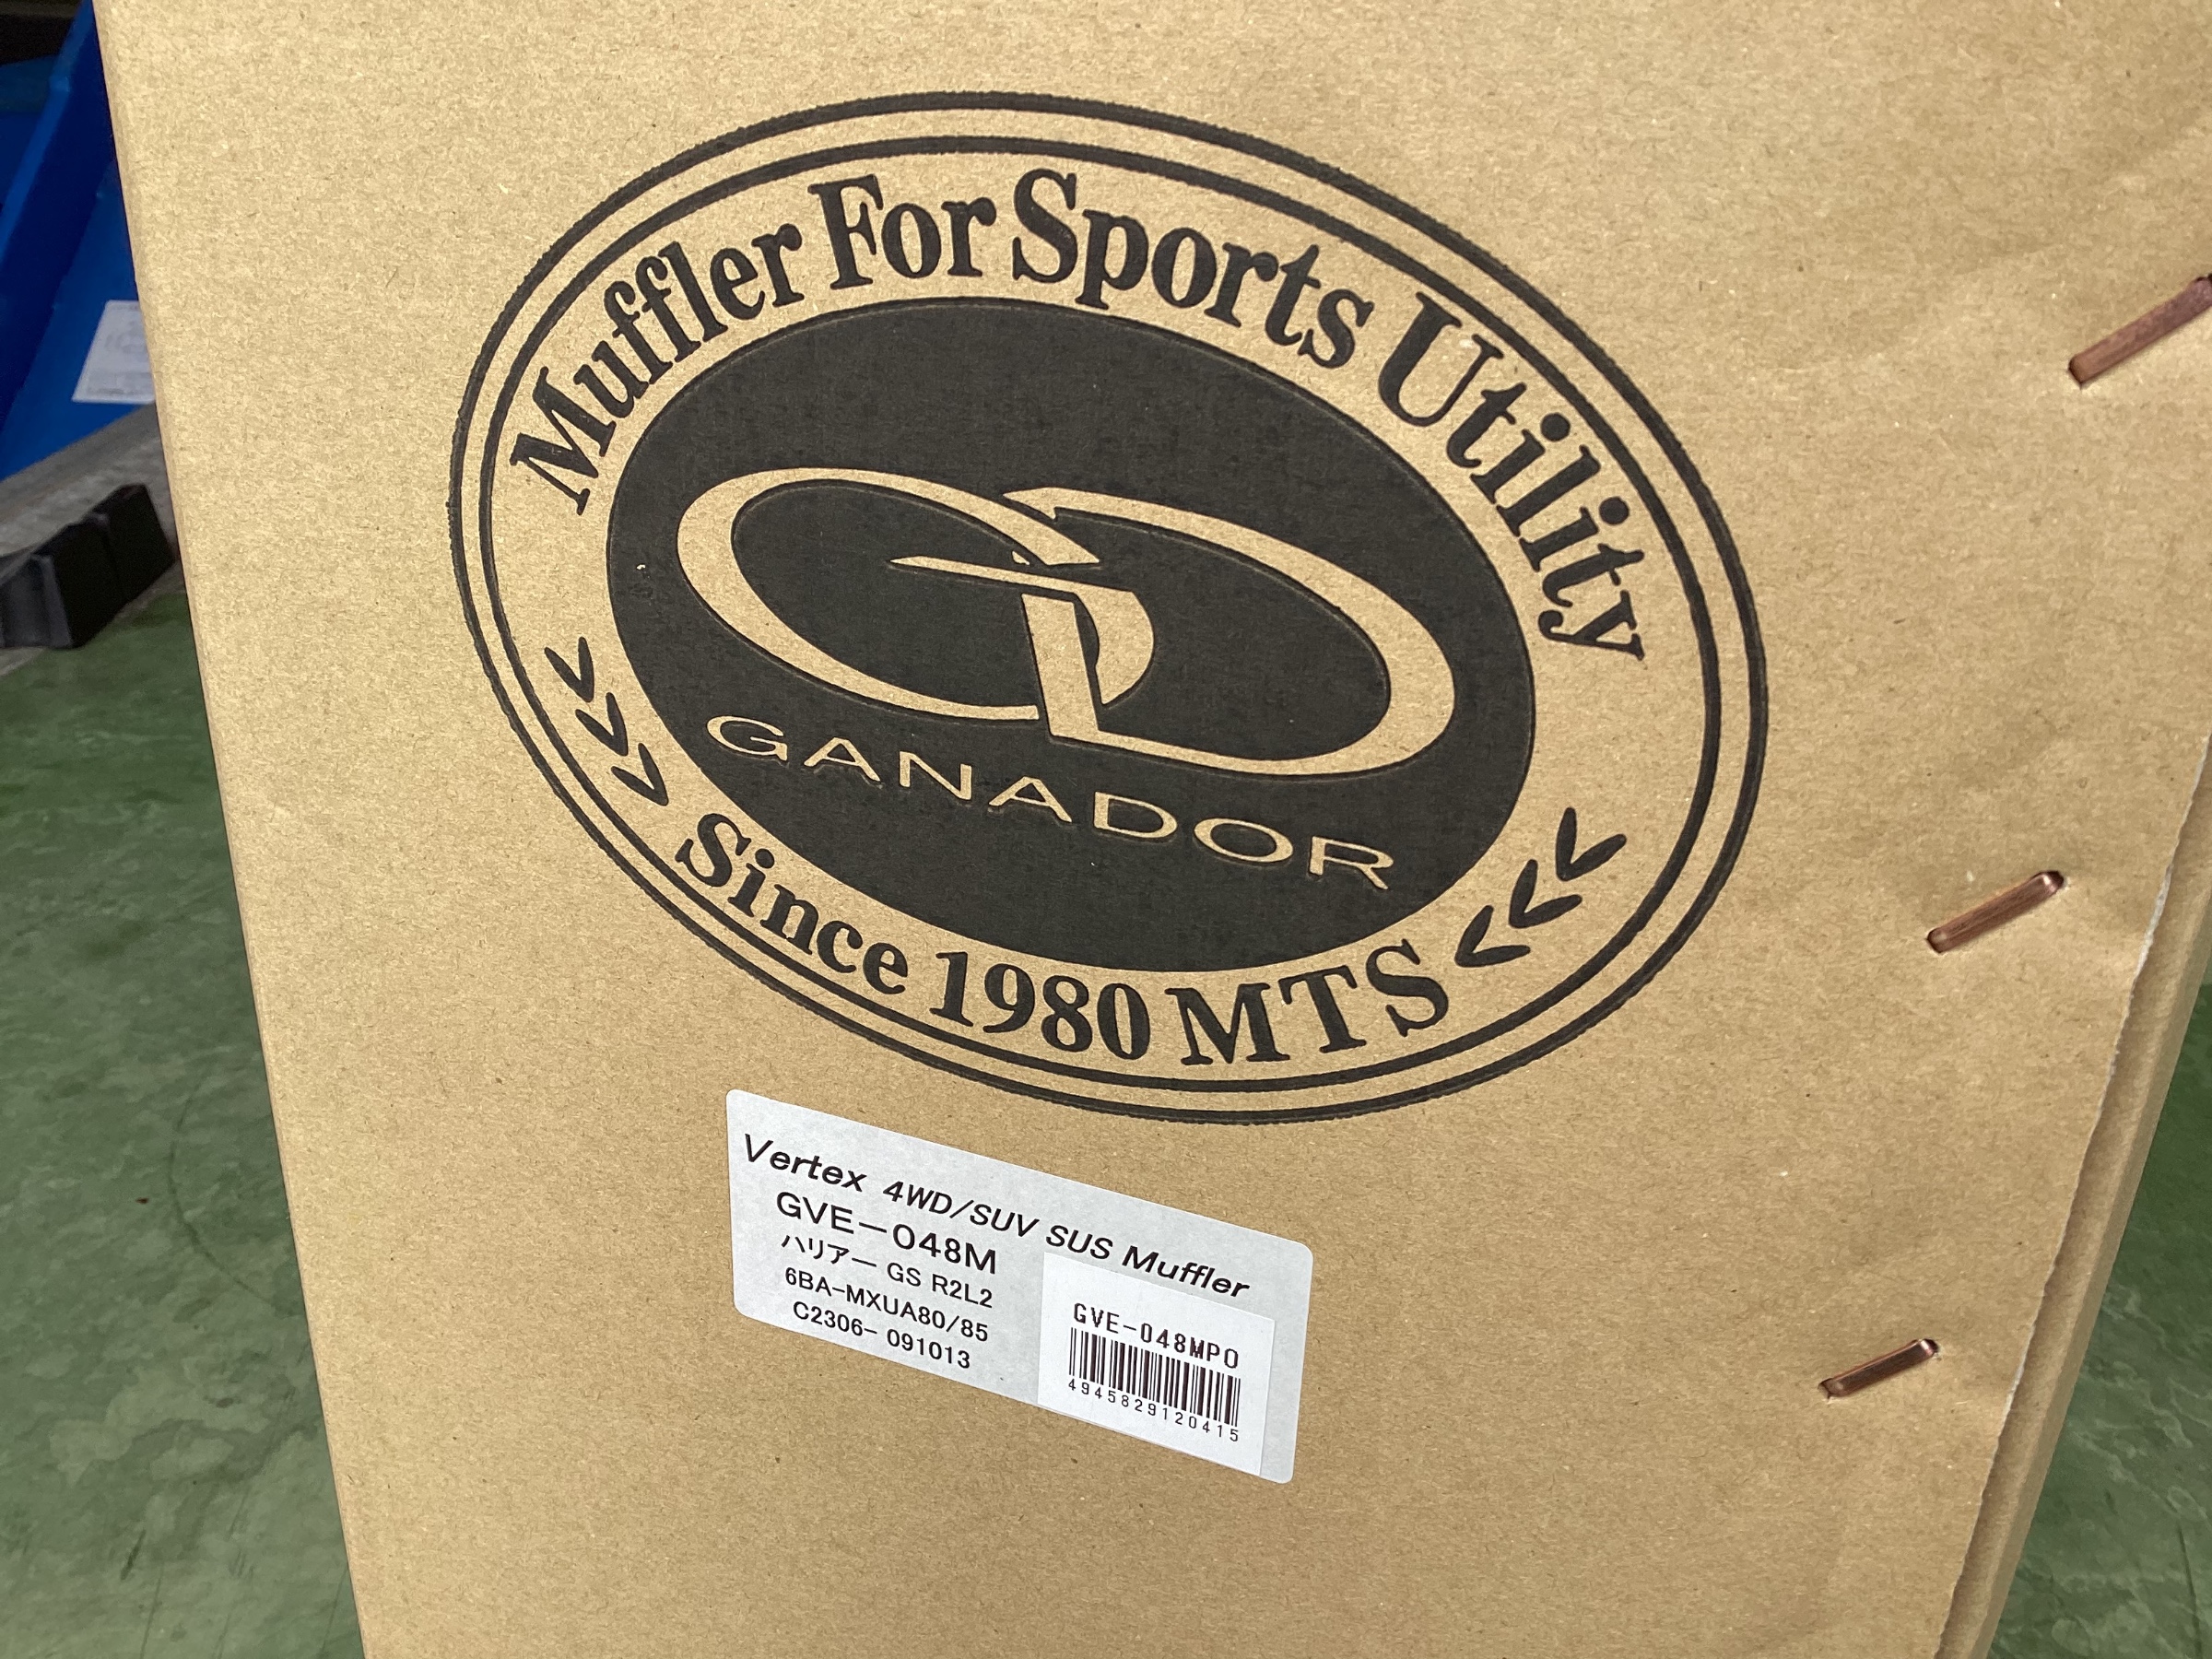 Muffler For Sports Utility
GANADOR
Since 1980 MTS
Vertex 4WD/SUV SUS Muffler
GVE-048M
ハリアー GS R2L2
6BA-MXUA80/85
C2306- 091013
GVE-048MPO
4945829120415